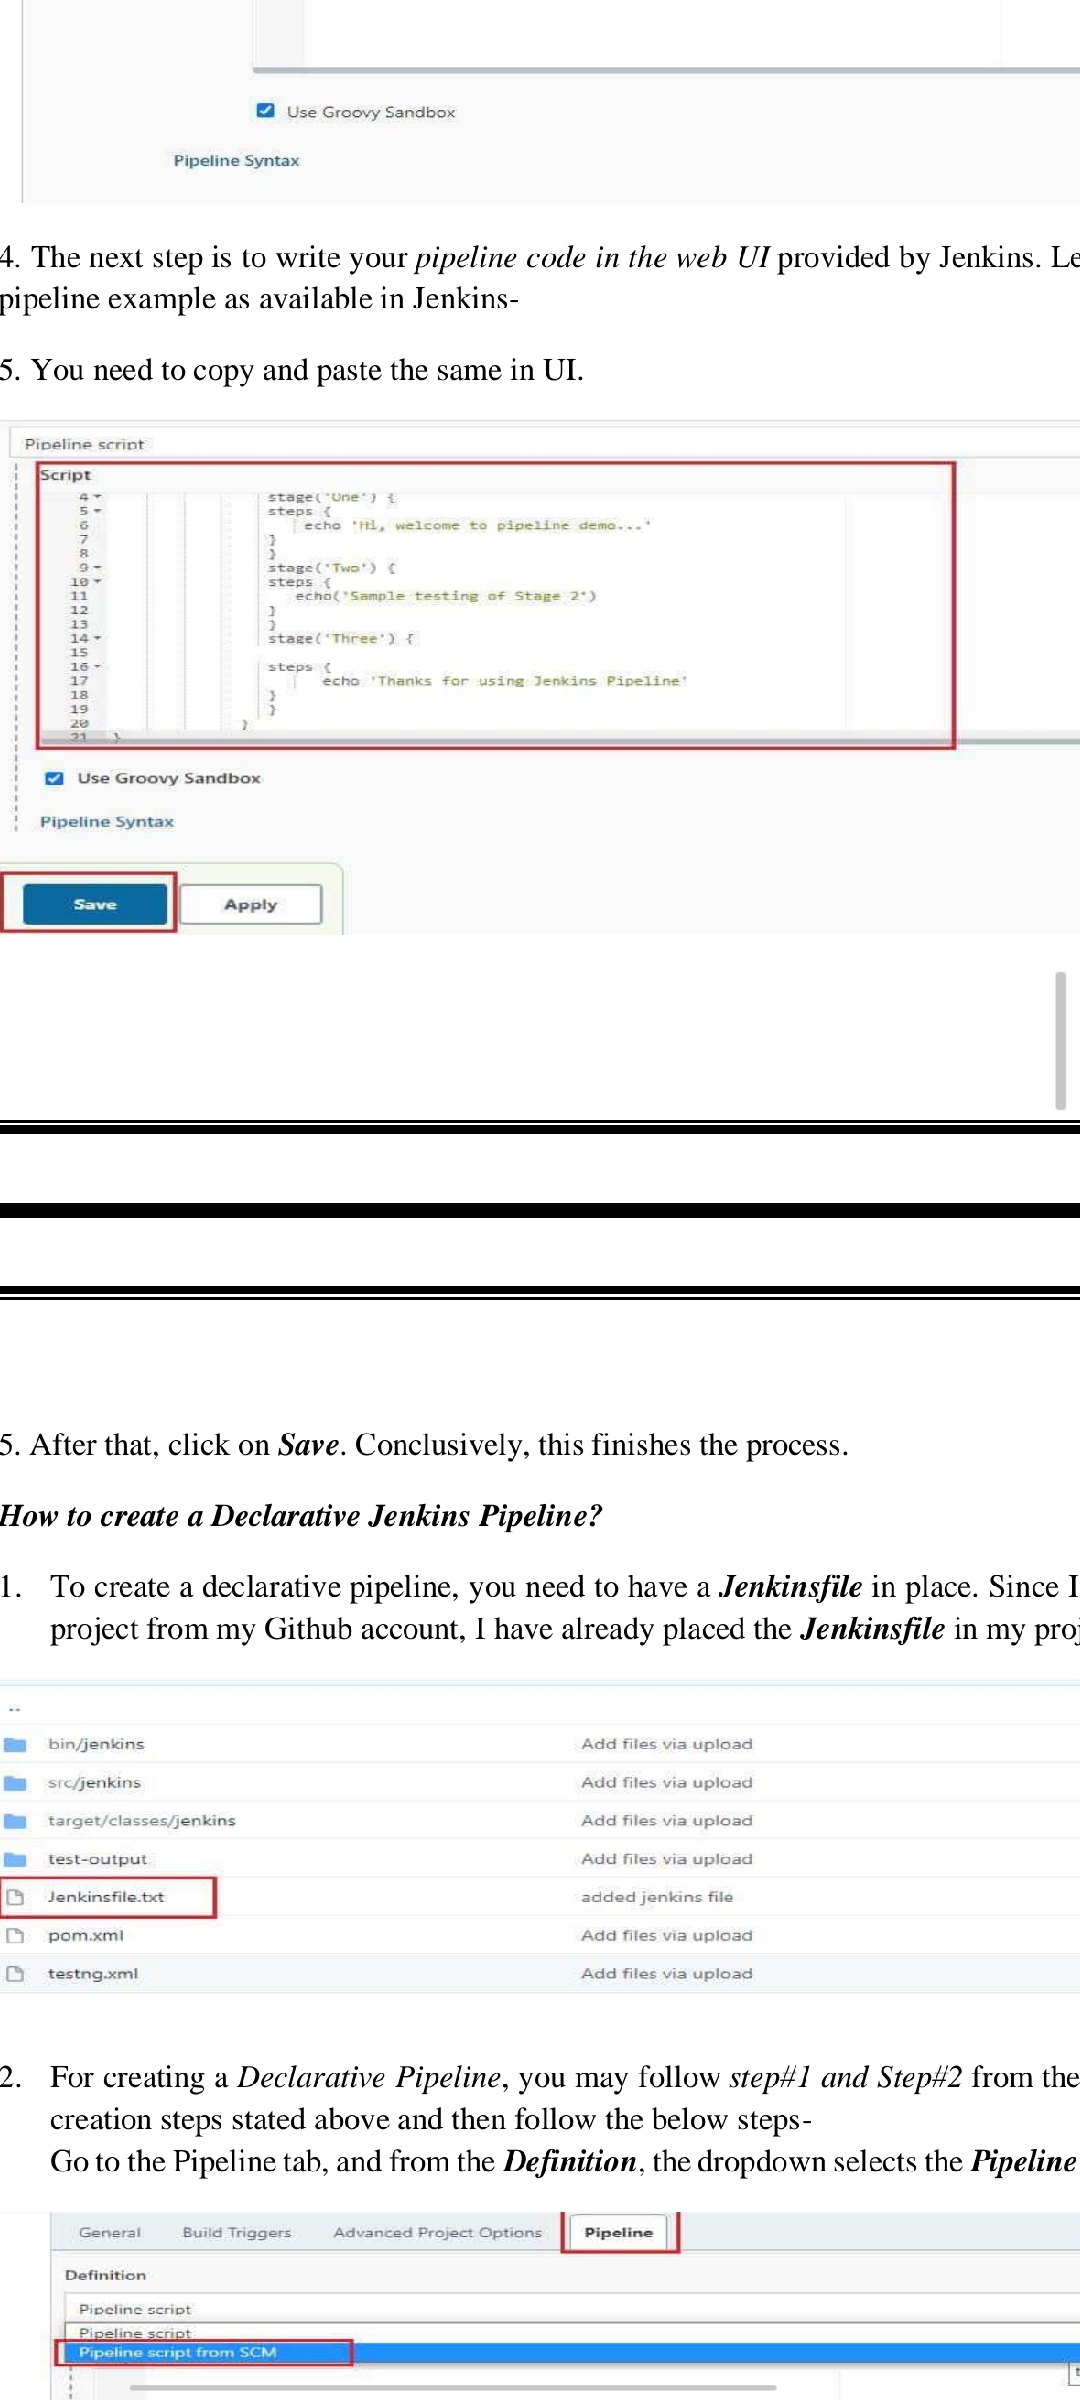 Use Groovy Sandbox
Pipeline Syntax
4. The next step is to write your pipeline code in the web UI provided by Jenkins. Le
pipeline example as available in Jenkins-
5. You need to copy and paste the same in UI.
Pipeline script
Script
4 stage('One') {
5 steps {
6 echo 'Hi, welcome to pipeline demo...'
7 }
8 }
9 stage('Two') {
10 steps {
11 echo('Sample testing of Stage 2')
12 }
13 }
14 stage('Three') {
15
16 steps {
17 echo 'Thanks for using Jenkins Pipeline'
18 }
19 }
20 }
21 }
Use Groovy Sandbox
Pipeline Syntax
Save Apply
5. After that, click on Save. Conclusively, this finishes the process.
How to create a Declarative Jenkins Pipeline?
1. To create a declarative pipeline, you need to have a Jenkinsfile in place. Since I
project from my Github account, I have already placed the Jenkinsfile in my proj
..
bin/jenkins Add files via upload
src/jenkins Add files via upload
target/classes/jenkins Add files via upload
test-output Add files via upload
Jenkinsfile.txt added jenkins file
pom.xml Add files via upload
testng.xml Add files via upload
2. For creating a Declarative Pipeline, you may follow step#1 and Step#2 from the
creation steps stated above and then follow the below steps-
Go to the Pipeline tab, and from the Definition, the dropdown selects the Pipeline
General Build Triggers Advanced Project Options Pipeline
Definition
Pipeline script
Pipeline script
Pipeline script from SCM
t